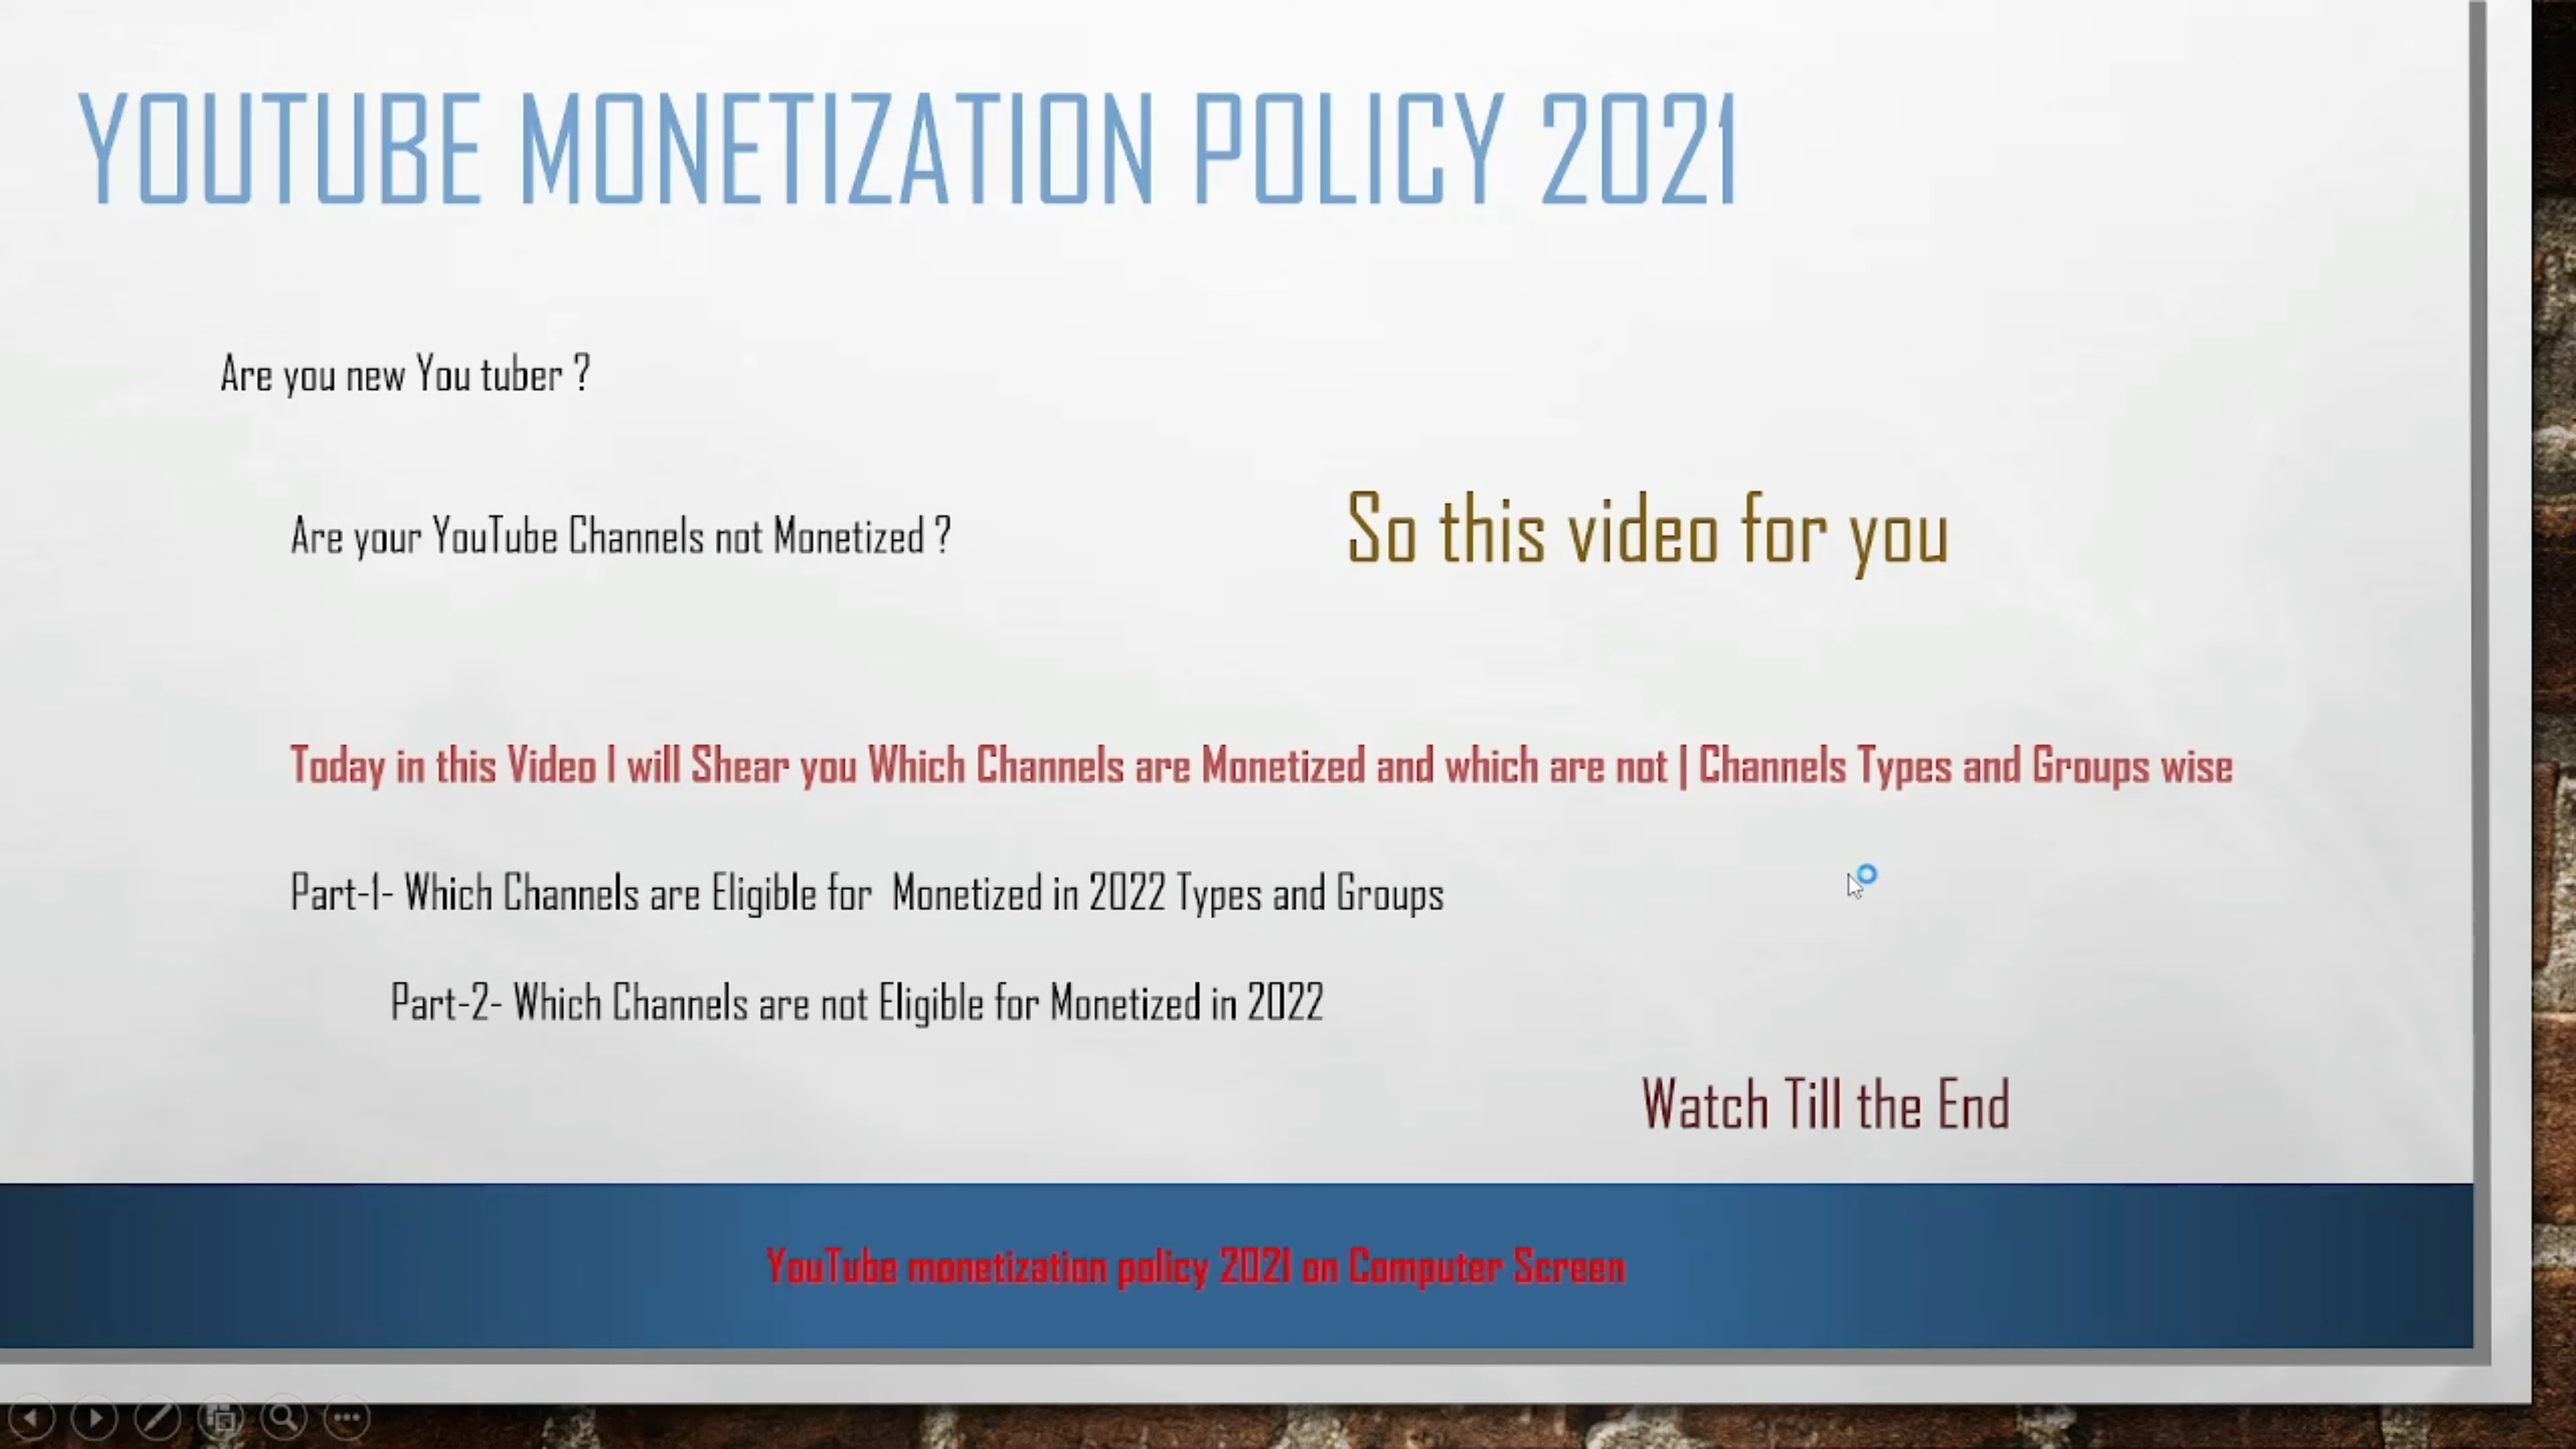 YOUTUBE MONETIZATION POLICY 2021
Are you new You tuber ?
Are your YouTube Channels not Monetized ?
So this video for you
Today in this Video I will Shear you Which Channels are Monetized and which are not | Channels Types and Groups wise
Part-1- Which Channels are Eligible for  Monetized in 2022 Types and Groups
Part-2- Which Channels are not Eligible for Monetized in 2022
Watch Till the End
YouTube monetization policy 2021 on Computer Screen